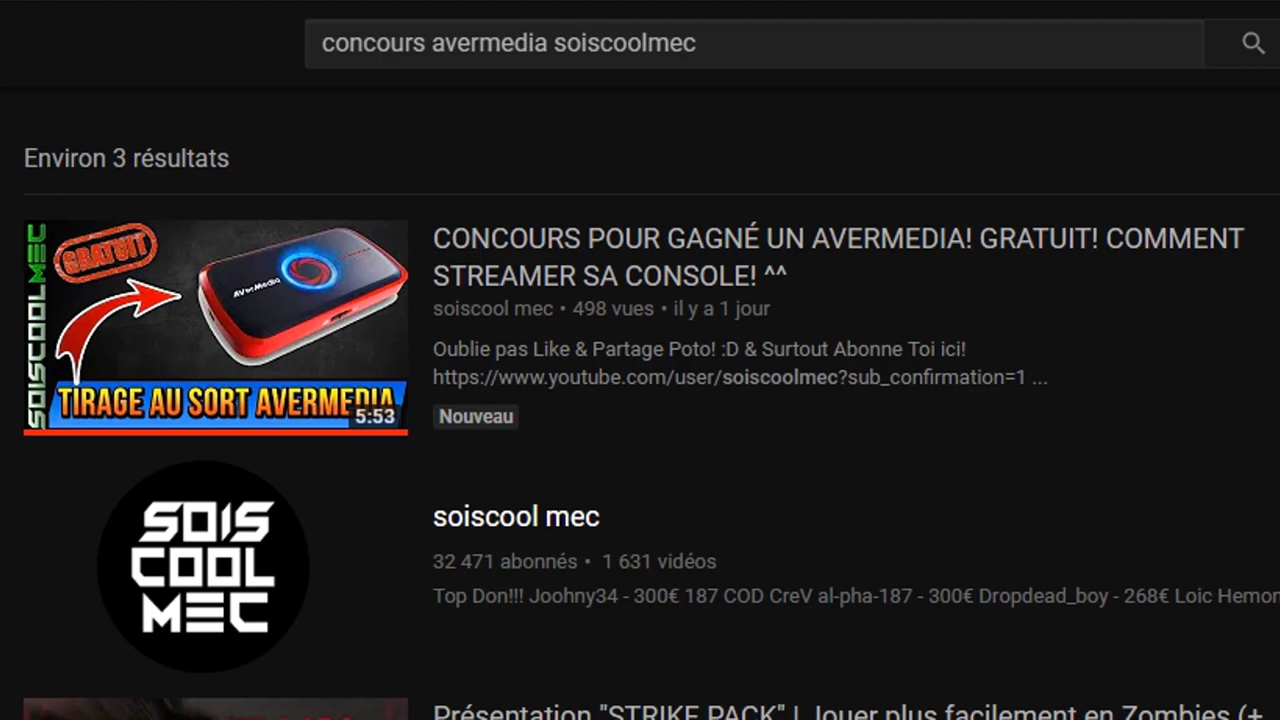 concours avermedia soiscoolmec
Environ 3 résultats
SOISCOOLMEC
GRATUIT
AVerMedia
TIRAGE AU SORT AVERMEDIA
5:53
CONCOURS POUR GAGNÉ UN AVERMEDIA! GRATUIT! COMMENT
STREAMER SA CONSOLE! ^^
soiscool mec • 498 vues • il y a 1 jour
Oublie pas Like & Partage Poto! :D & Surtout Abonne Toi ici!
https://www.youtube.com/user/soiscoolmec?sub_confirmation=1 ...
Nouveau
SOIS
COOL
MEC
soiscool mec
32 471 abonnés • 1 631 vidéos
Top Don!!! Joohny34 - 300€ 187 COD CreV al-pha-187 - 300€ Dropdead_boy - 268€ Loic Hemon
Présentation "STRIKE PACK" | Jouer plus facilement en Zombies (+